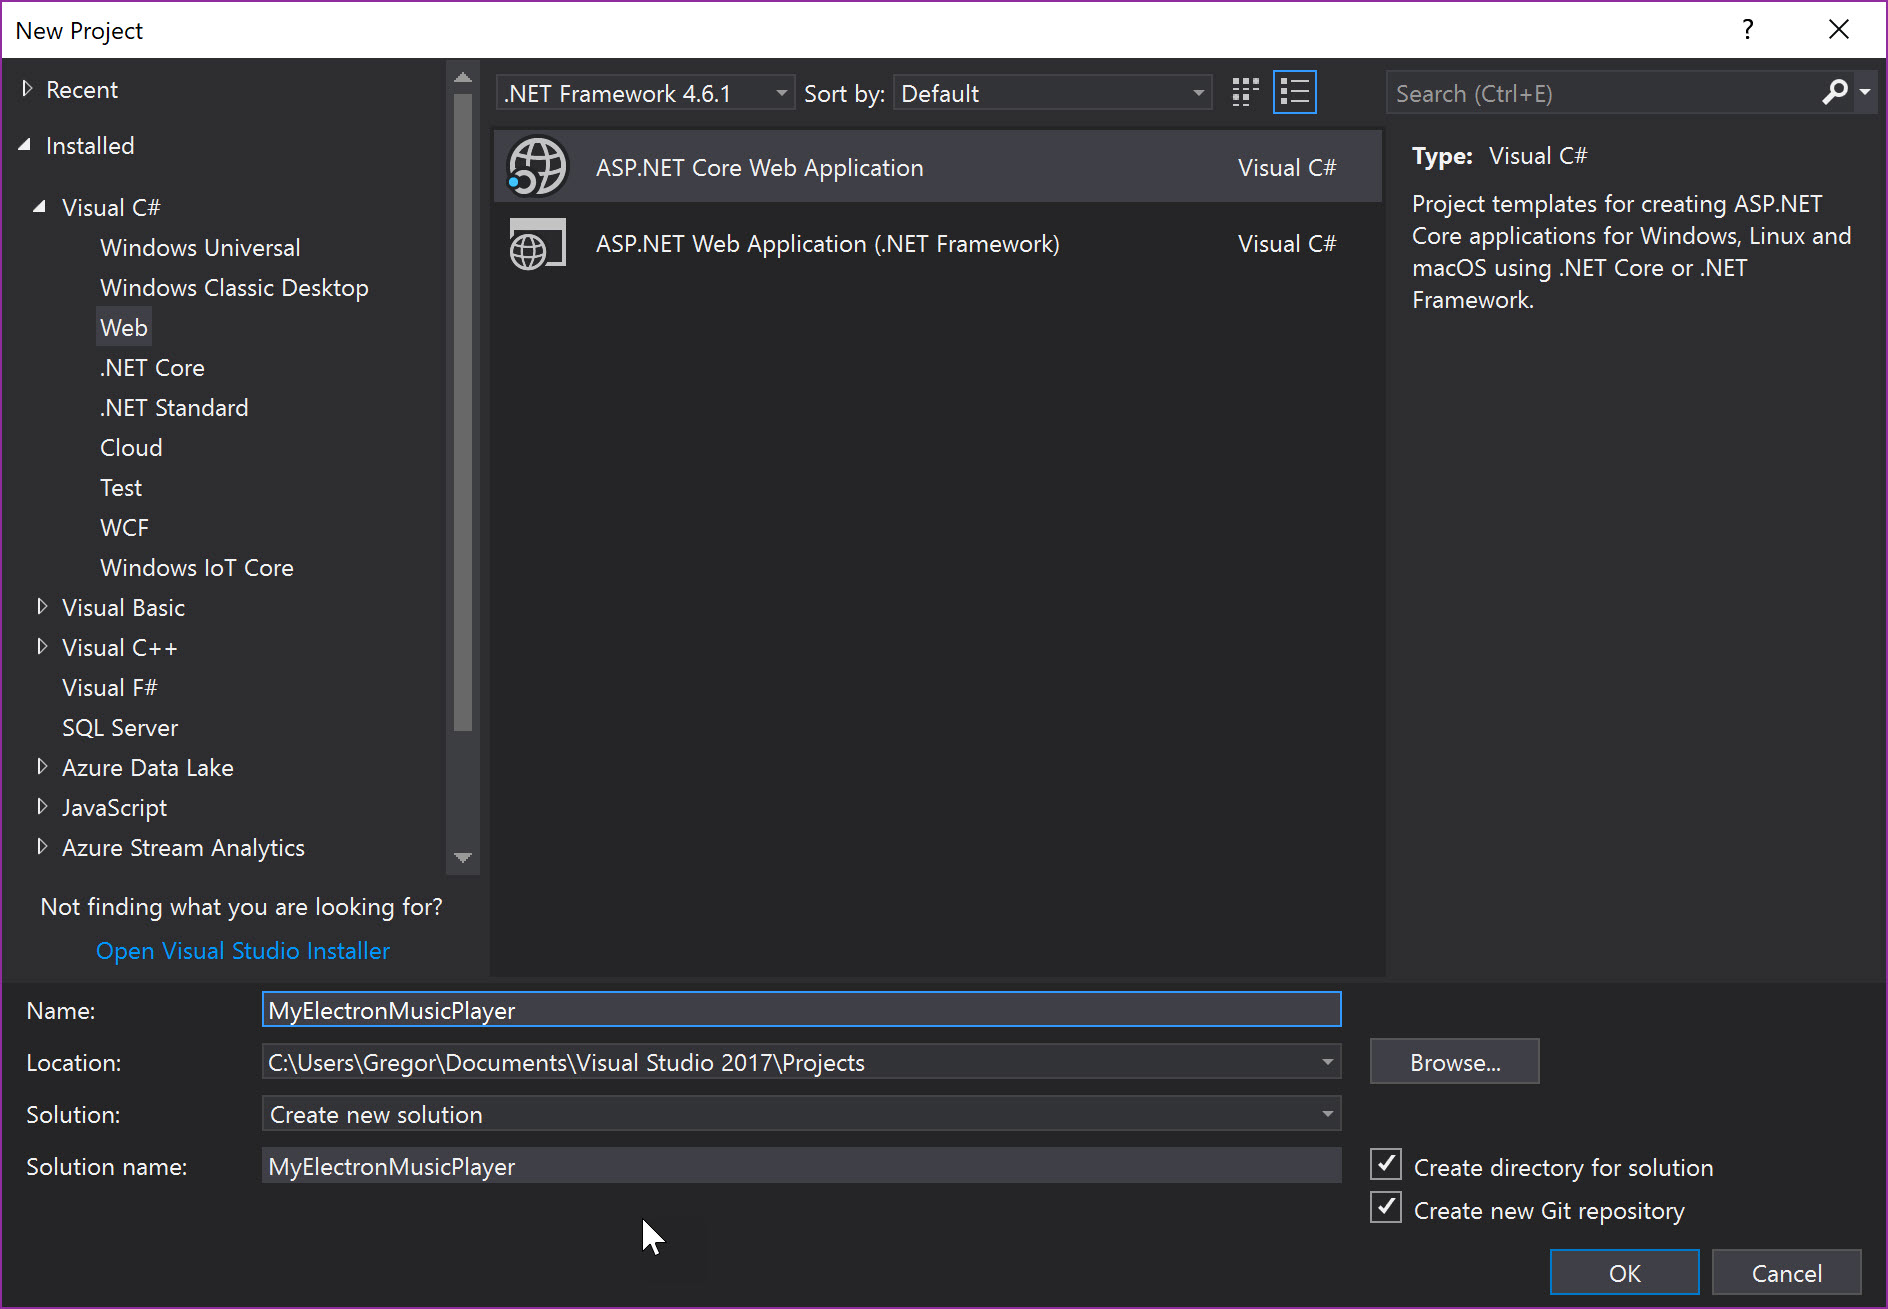 New Project
?
Recent
Installed
Visual C#
Windows Universal
Windows Classic Desktop
Web
.NET Core
.NET Standard
Cloud
Test
WCF
Windows IoT Core
Visual Basic
Visual C++
Visual F#
SQL Server
Azure Data Lake
JavaScript
Azure Stream Analytics
Not finding what you are looking for?
Open Visual Studio Installer
.NET Framework 4.6.1 Sort by: Default
ASP.NET Core Web Application Visual C#
ASP.NET Web Application (.NET Framework) Visual C#
Search (Ctrl+E)
Type: Visual C#
Project templates for creating ASP.NET
Core applications for Windows, Linux and
macOS using .NET Core or .NET
Framework.
Name: MyElectronMusicPlayer
Location: C:\Users\Gregor\Documents\Visual Studio 2017\Projects Browse...
Solution: Create new solution
Solution name: MyElectronMusicPlayer
Create directory for solution
Create new Git repository
OK Cancel